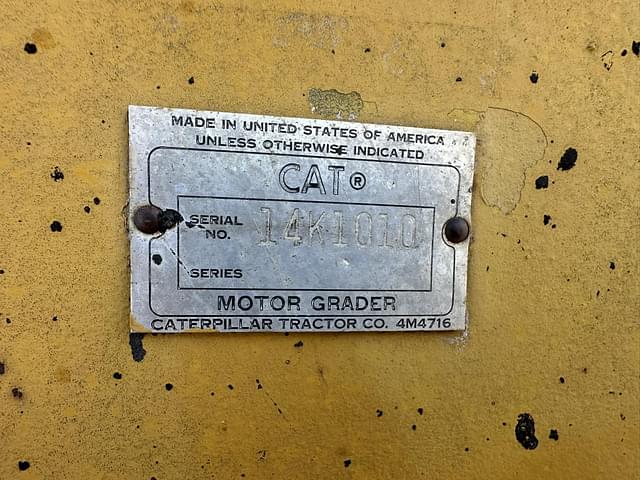 MADE IN UNITED STATES OF AMERICA
UNLESS OTHERWISE INDICATED
CAT®
SERIAL NO. 14K1010
SERIES
MOTOR GRADER
CATERPILLAR TRACTOR CO. 4M4716